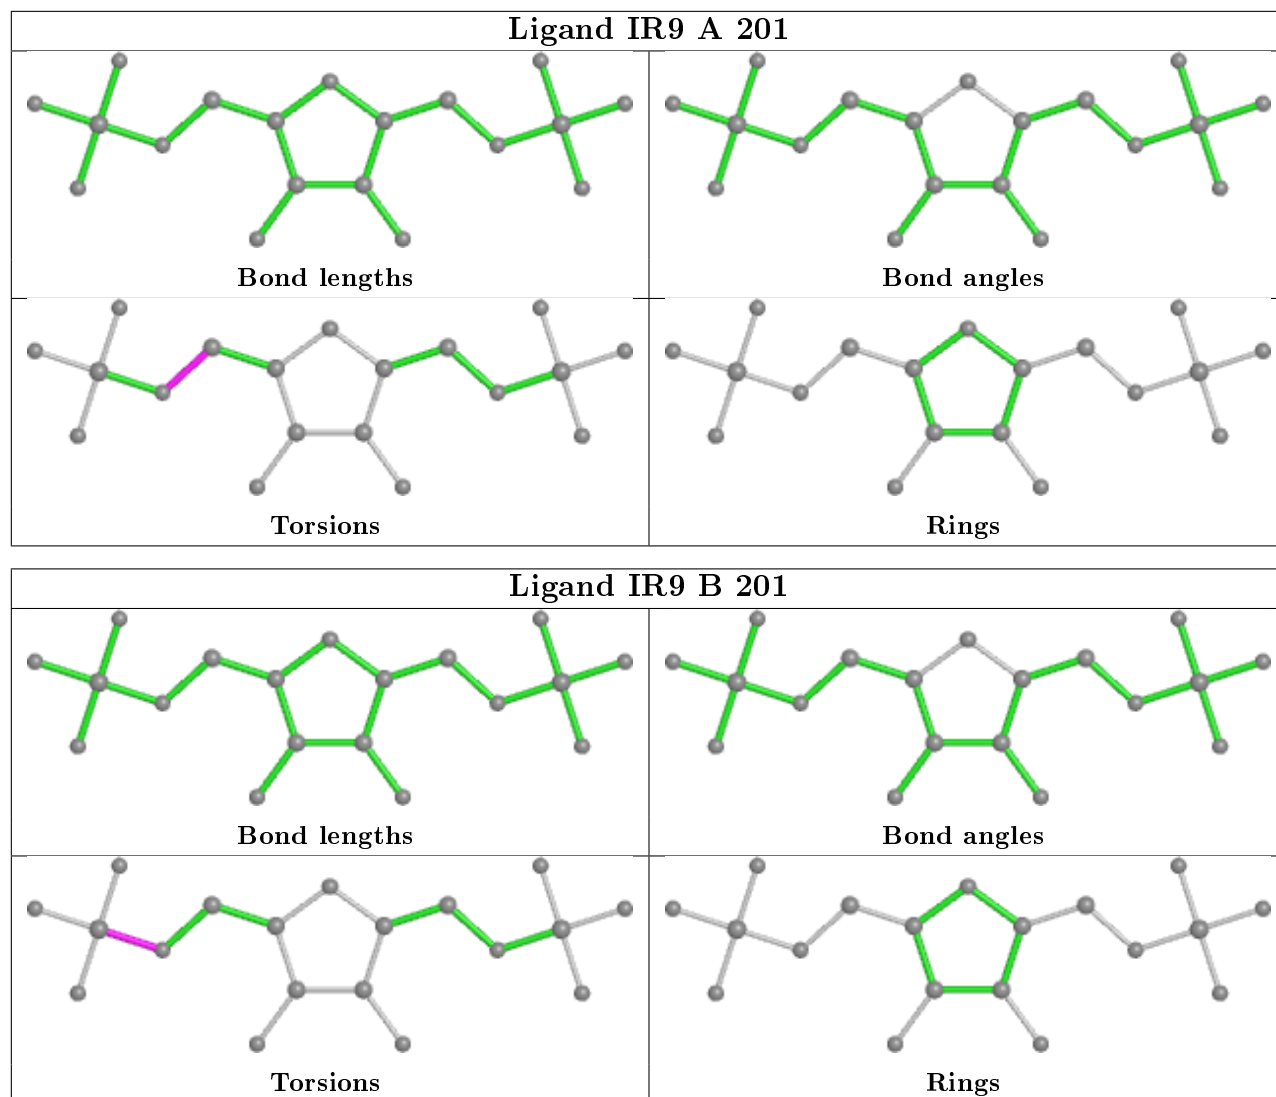 Ligand IR9 A 201
Bond lengths
Bond angles
Torsions
Rings
Ligand IR9 B 201
Bond lengths
Bond angles
Torsions
Rings